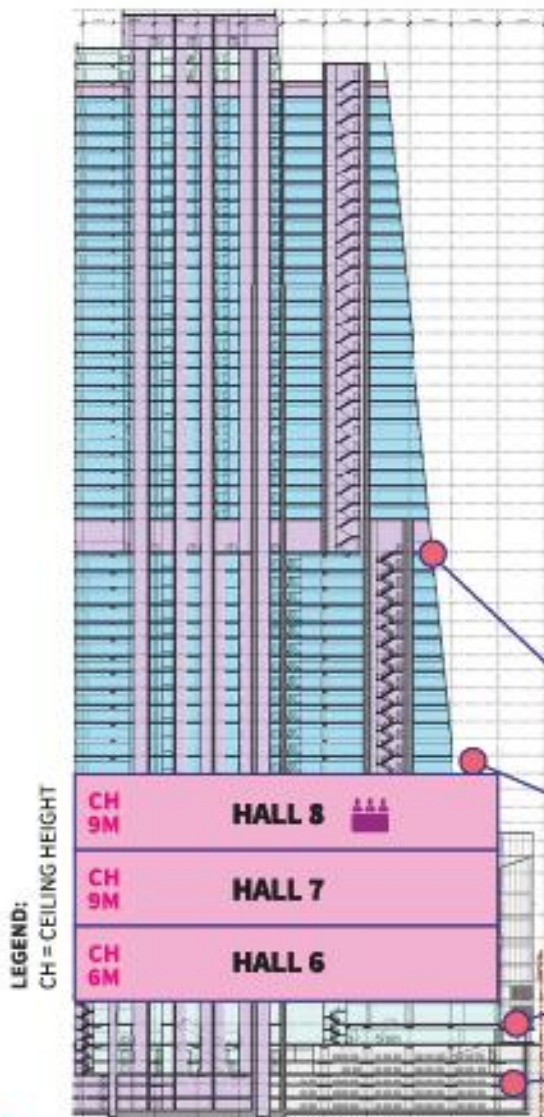 CH
9M
HALL 8
CH
9M
HALL 7
CH
6M
HALL 6
LEGEND:
CH = CEILING HEIGHT